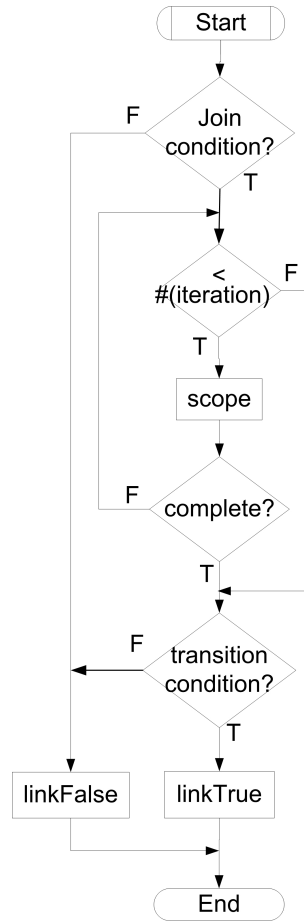 Start
F
Join
condition?
T
<
F
#(iteration)
T
scope
complete?
F
T
F
transition
condition?
T
linkFalse
linkTrue
End